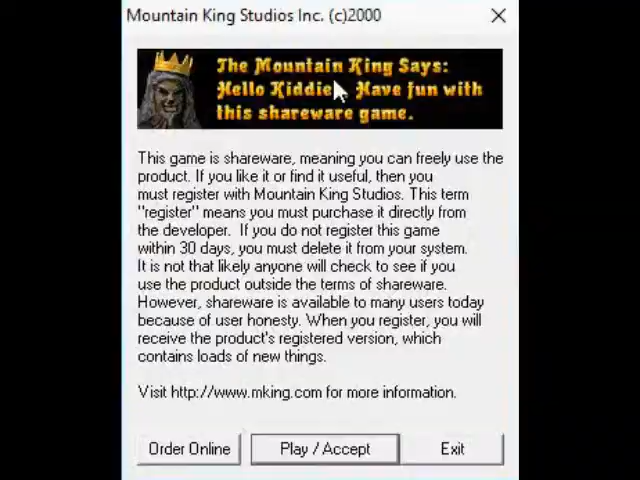 Mountain King Studios Inc. (c)2000
The Mountain King Says:
Hello Kiddie Have fun with
this shareware game.
This game is shareware, meaning you can freely use the
product. If you like it or find it useful, then you
must register with Mountain King Studios. This term
"register" means you must purchase it directly from
the developer.  If you do not register this game
within 30 days, you must delete it from your system.
It is not that likely anyone will check to see if you
use the product outside the terms of shareware.
However, shareware is available to many users today
because of user honesty. When you register, you will
receive the product's registered version, which
contains loads of new things.
Visit http://www.mking.com for more information.
Order Online
Play / Accept
Exit